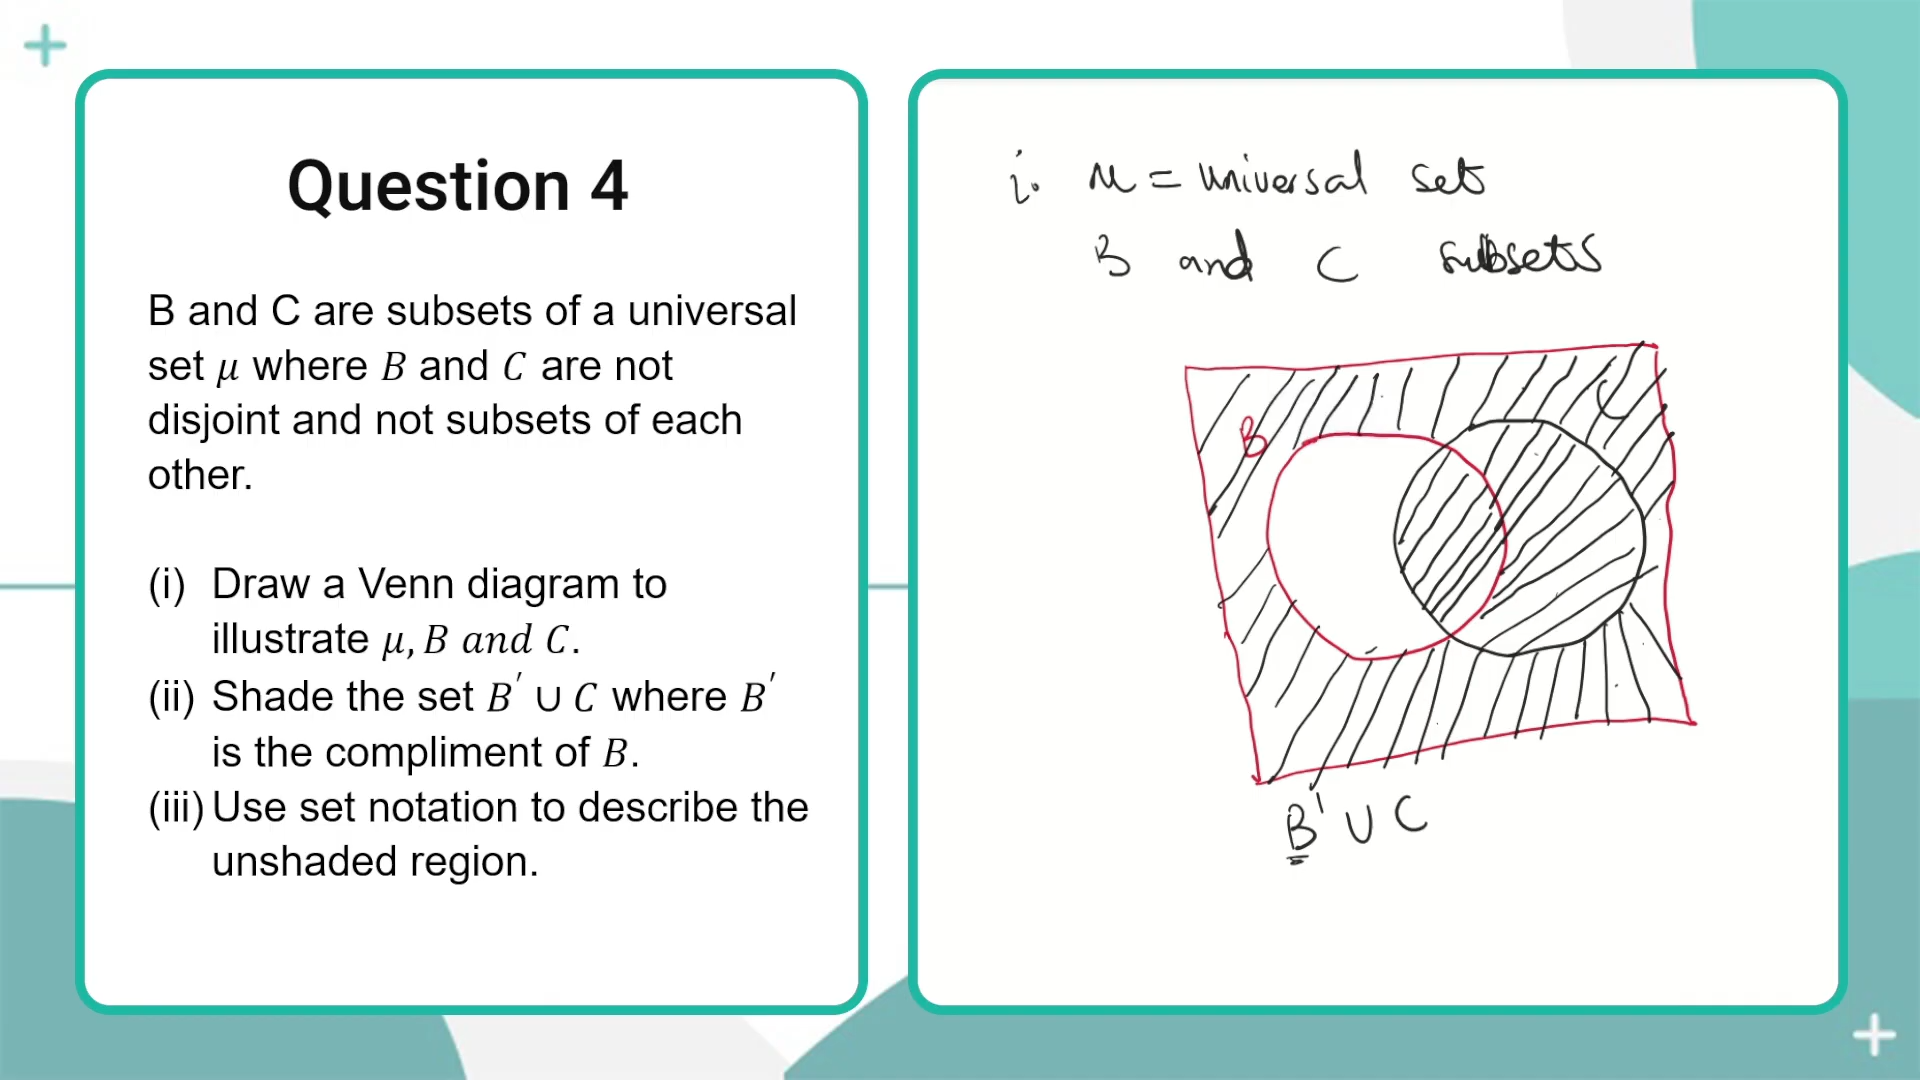 Question 4
B and C are subsets of a universal
set μ where B and C are not
disjoint and not subsets of each
other.
(i) Draw a Venn diagram to
illustrate μ, B and C.
(ii) Shade the set B′ ∪ C where B′
is the compliment of B.
(iii) Use set notation to describe the
unshaded region.
i. μ = universal set
B and C subsets
B
C
B' ∪ C